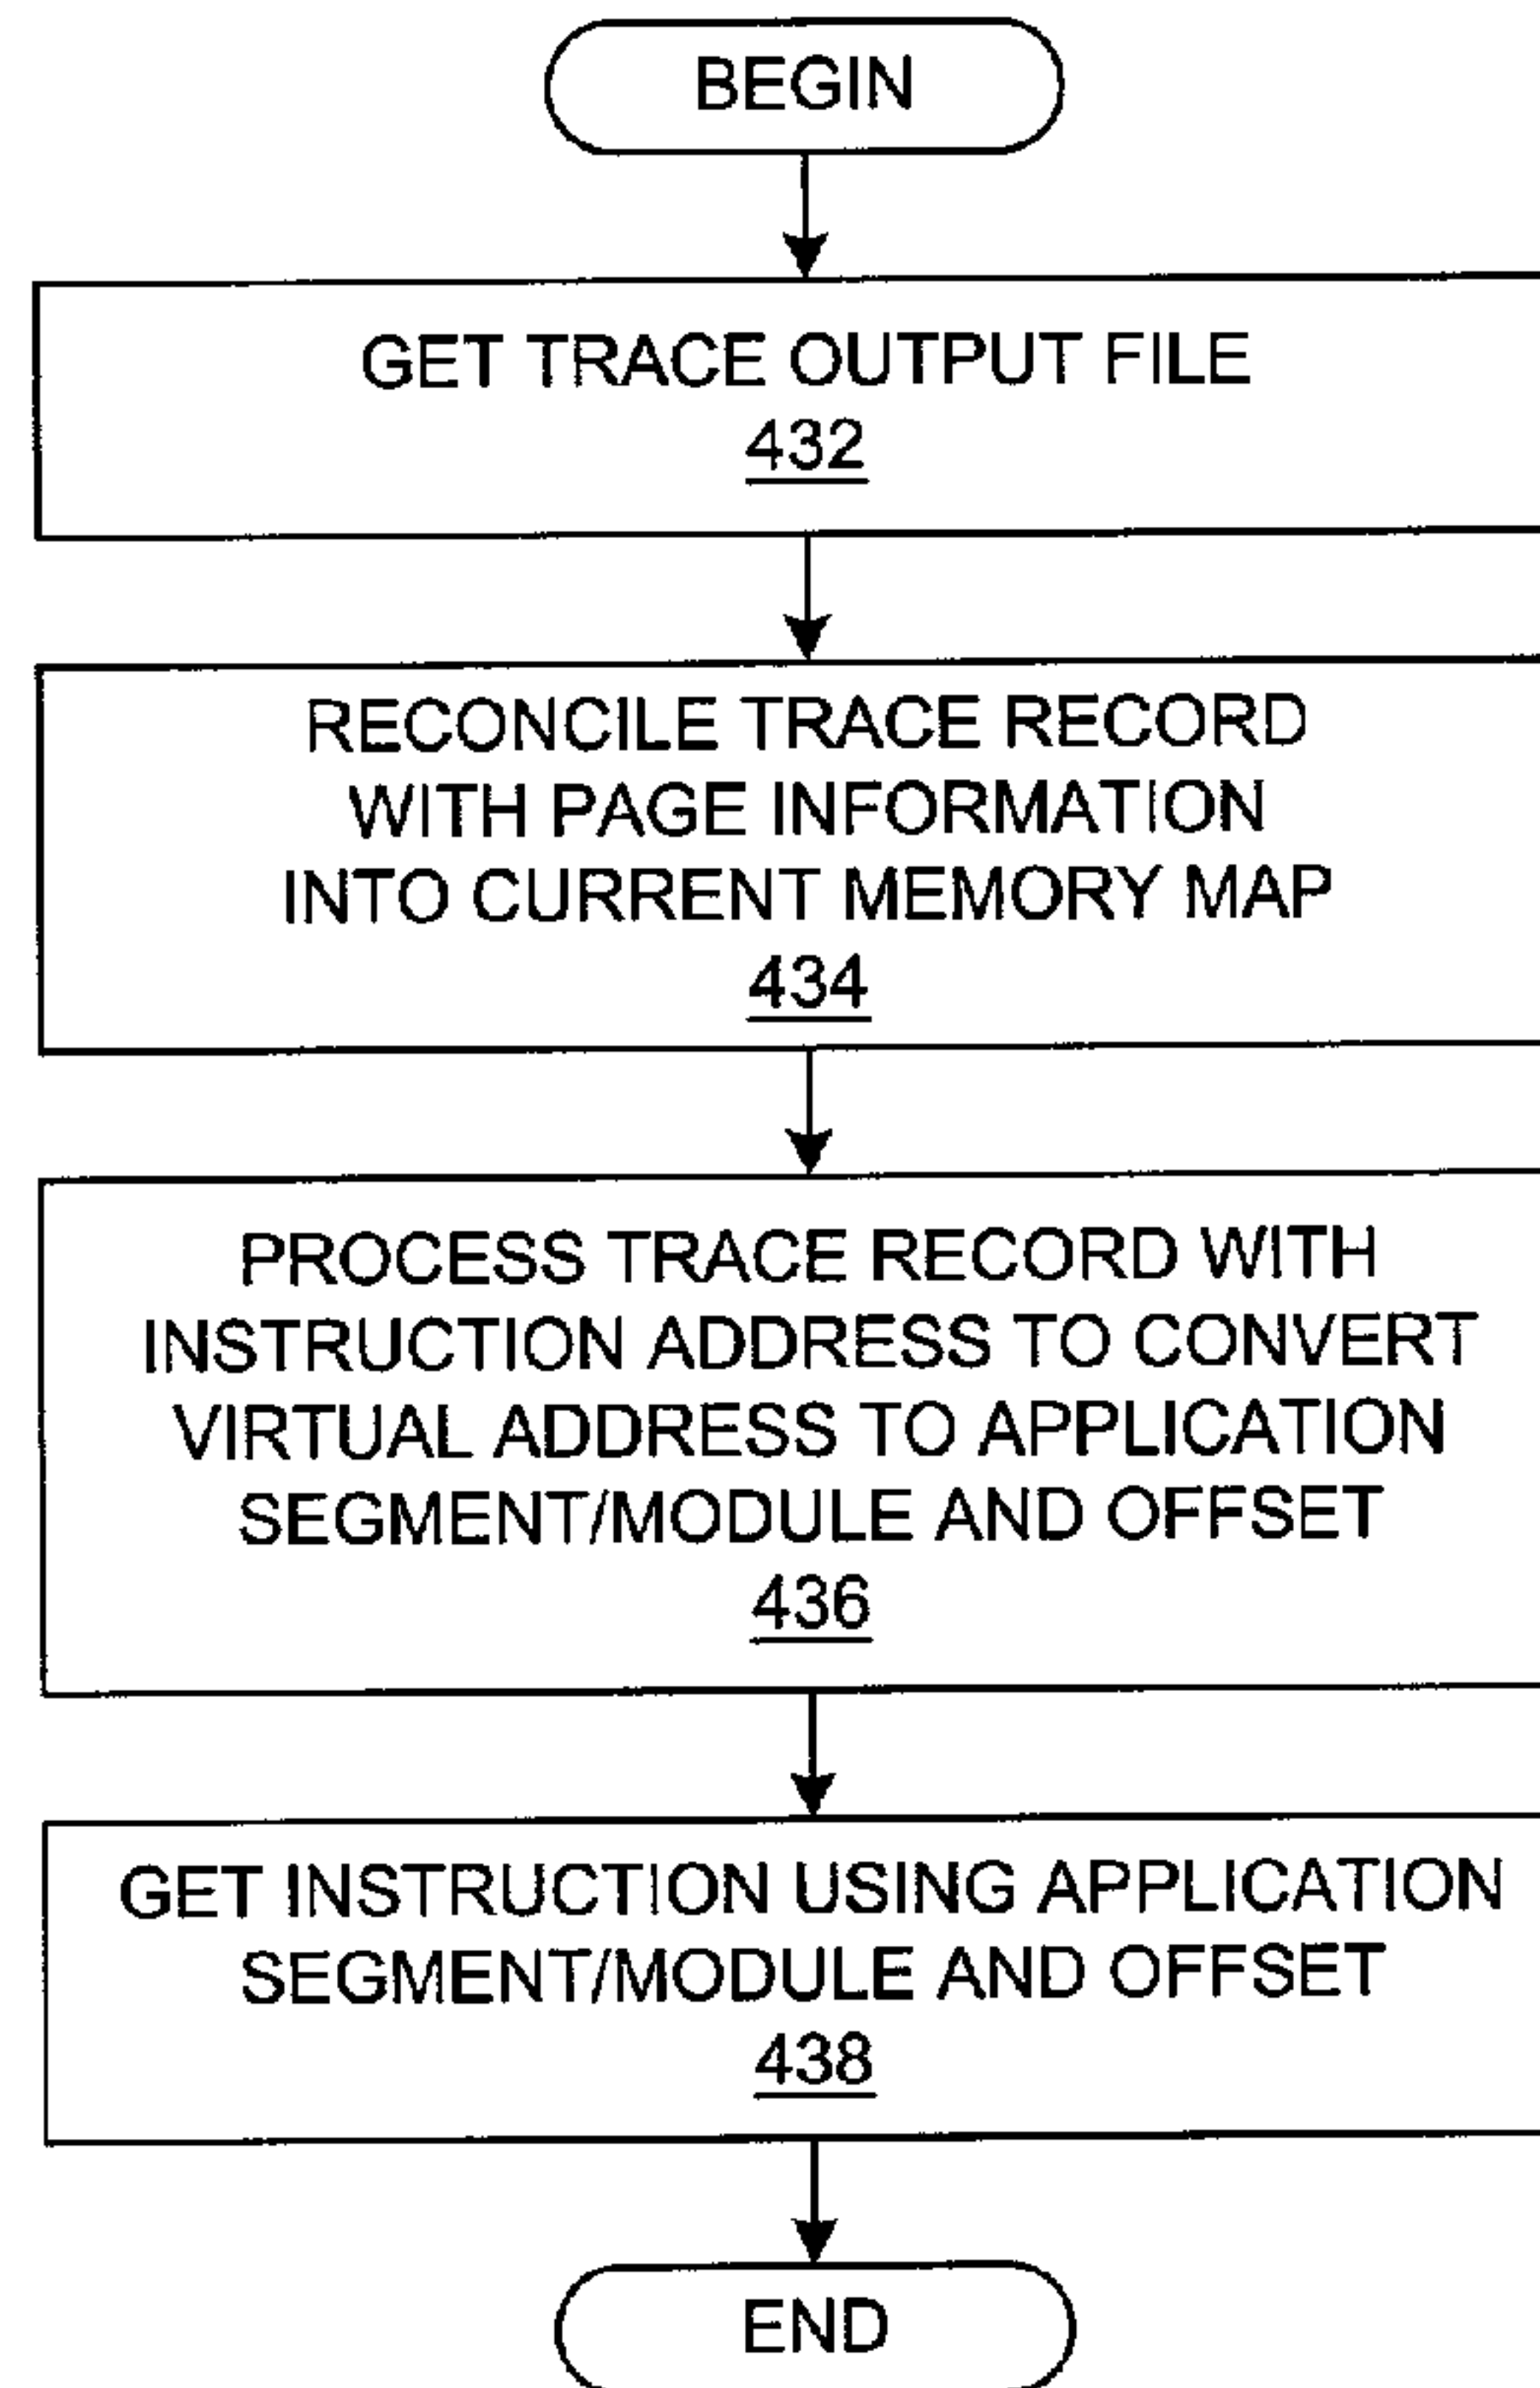 BEGIN
GET TRACE OUTPUT FILE
432
RECONCILE TRACE RECORD
WITH PAGE INFORMATION
INTO CURRENT MEMORY MAP
434
PROCESS TRACE RECORD WITH
INSTRUCTION ADDRESS TO CONVERT
VIRTUAL ADDRESS TO APPLICATION
SEGMENT/MODULE AND OFFSET
436
GET INSTRUCTION USING APPLICATION
SEGMENT/MODULE AND OFFSET
438
END